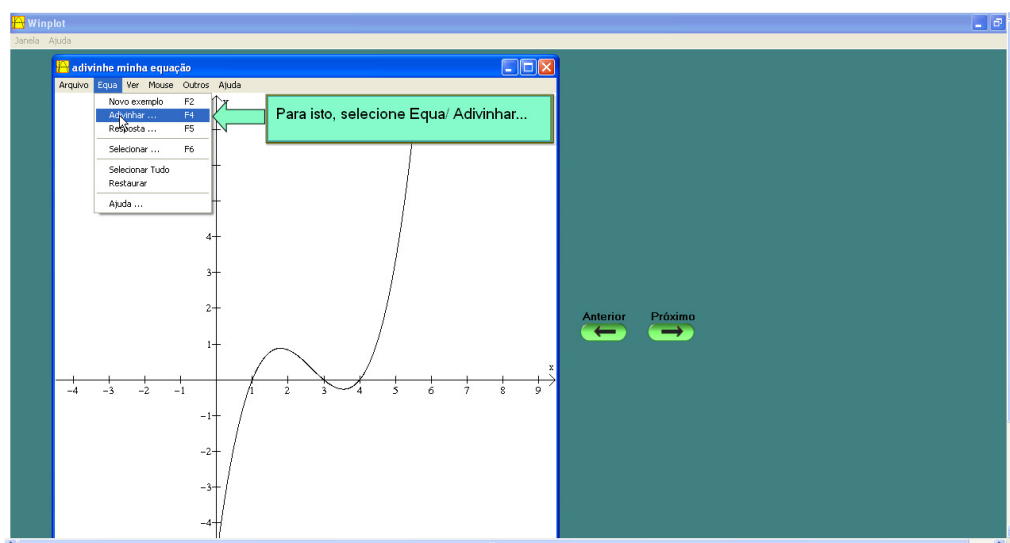 Winplot
Janela Ajuda
adivinhe minha equação
Arquivo Equa Ver Mouse Outros Ajuda
Novo exemplo F2
Adivinhar ... F4
Resposta ... F5
Selecionar ... F6
Selecionar Tudo
Restaurar
Ajuda ...
Para isto, selecione Equa/ Adivinhar...
4
3
2
1
x
-4 -3 -2 -1 1 2 3 4 5 6 7 8 9
-1
-2
-3
-4
Anterior Próximo